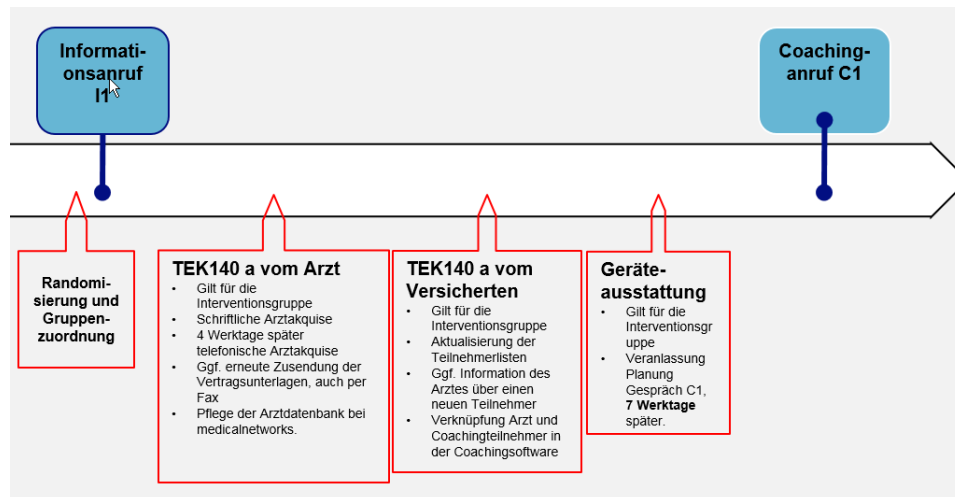 Informati-
onsanruf
I1
Coaching-
anruf C1
Randomi-
sierung und
Gruppen-
zuordnung
TEK140 a vom Arzt
• Gilt für die
Interventionsgruppe
• Schriftliche Arztakquise
• 4 Werktage später
telefonische Arztakquise
• Ggf. erneute Zusendung der
Vertragsunterlagen, auch per
Fax
• Pflege der Arztdatenbank bei
medicalnetworks.
TEK140 a vom
Versicherten
• Gilt für die
Interventionsgruppe
• Aktualisierung der
Teilnehmerlisten
• Ggf. Information des
Arztes über einen
neuen Teilnehmer
• Verknüpfung Arzt und
Coachingteilnehmer in
der Coachingsoftware
Geräte-
ausstattung
• Gilt für die
Interventionsgr
uppe
• Veranlassung
Planung
Gespräch C1,
7 Werktage
später.